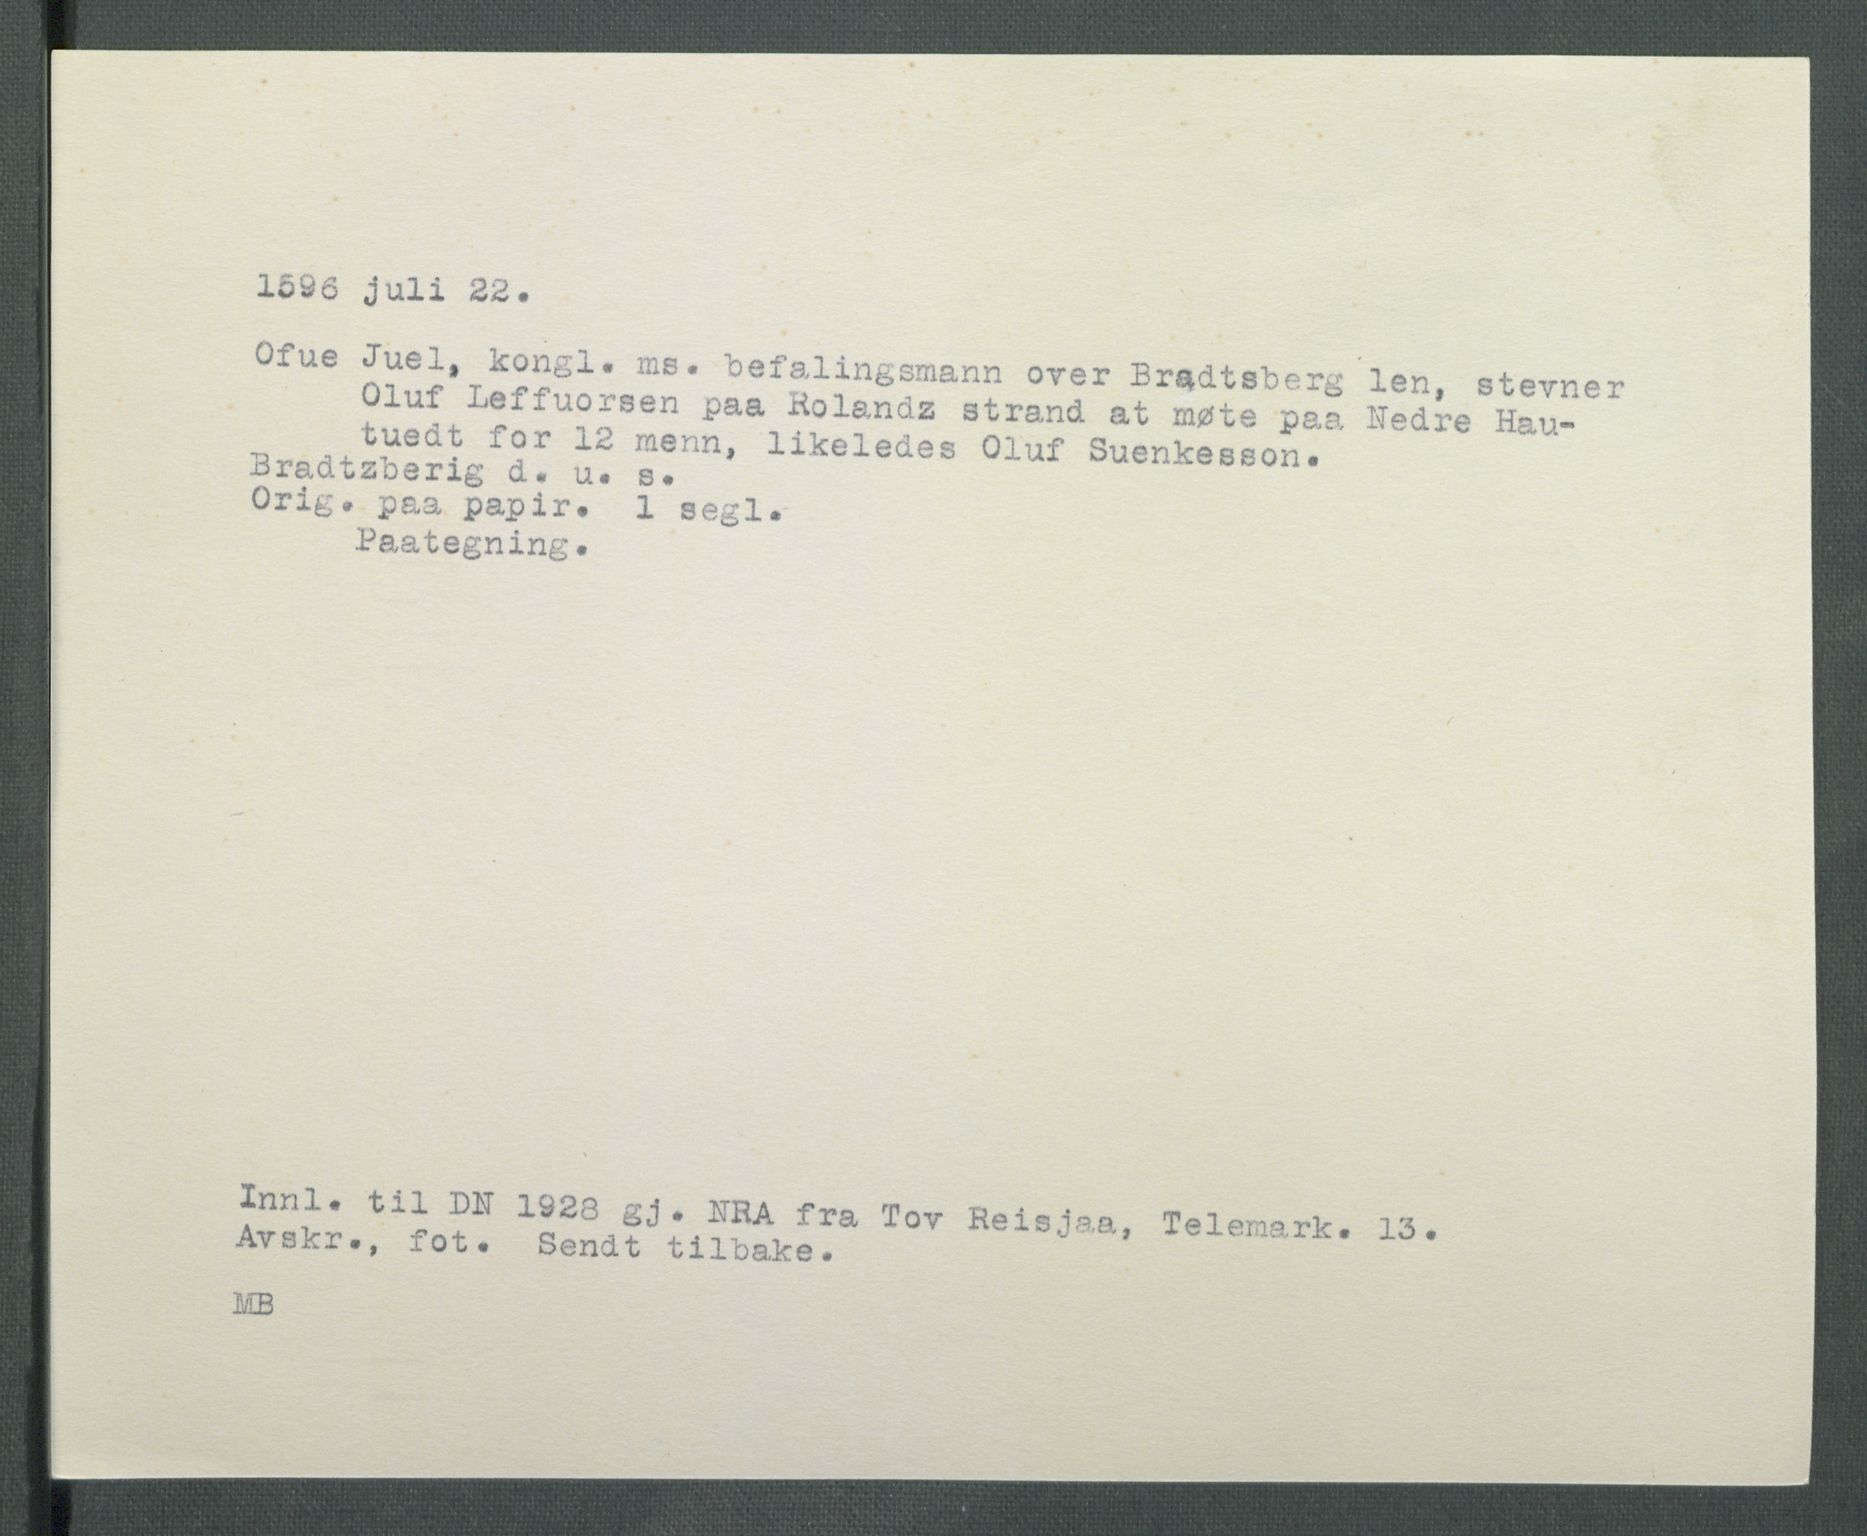 1596 juli 22.
Ofue Juel, kongl. ms. befalingsmann over Bradtsberg len, stevner
Oluf Leffuorsen paa Rolandz strand at møte paa Nedre Hau-
tuedt for 12 menn, likeledes Oluf Suenkesson.
Bradtzberig d. u. s.
Orig. paa papir. 1 segl.
Paategning.
Innl. til DN 1928 gj. NRA fra Tov Reisjaa, Telemark. 13.
Avskr., fot. Sendt tilbake.
MB